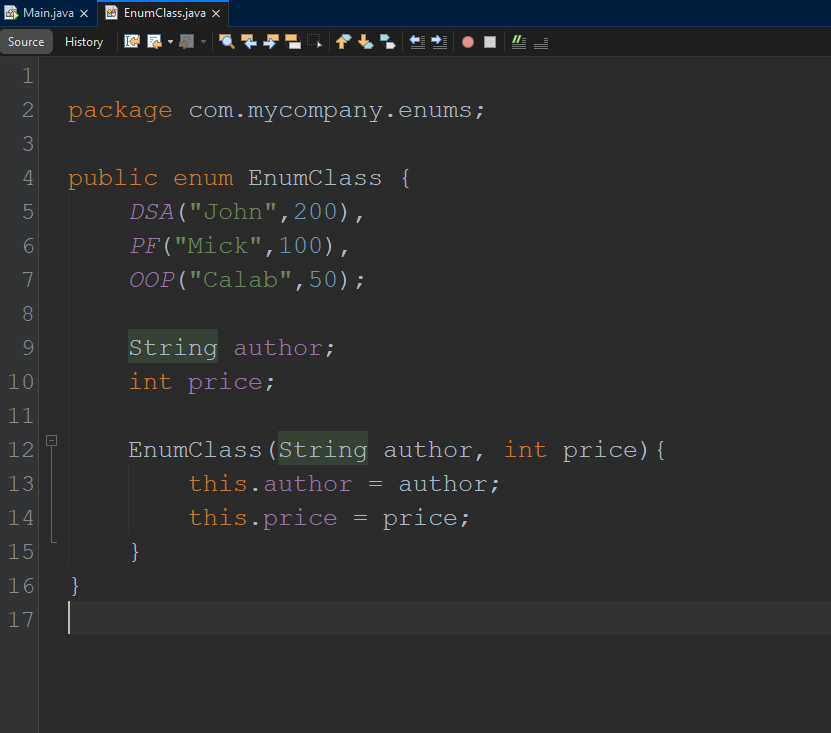 Main.java
EnumClass.java
Source History
1
2 package com.mycompany.enums;
3
4 public enum EnumClass {
5 DSA("John",200),
6 PF("Mick",100),
7 OOP("Calab",50);
8
9 String author;
10 int price;
11
12 EnumClass(String author, int price){
13 this.author = author;
14 this.price = price;
15 }
16 }
17